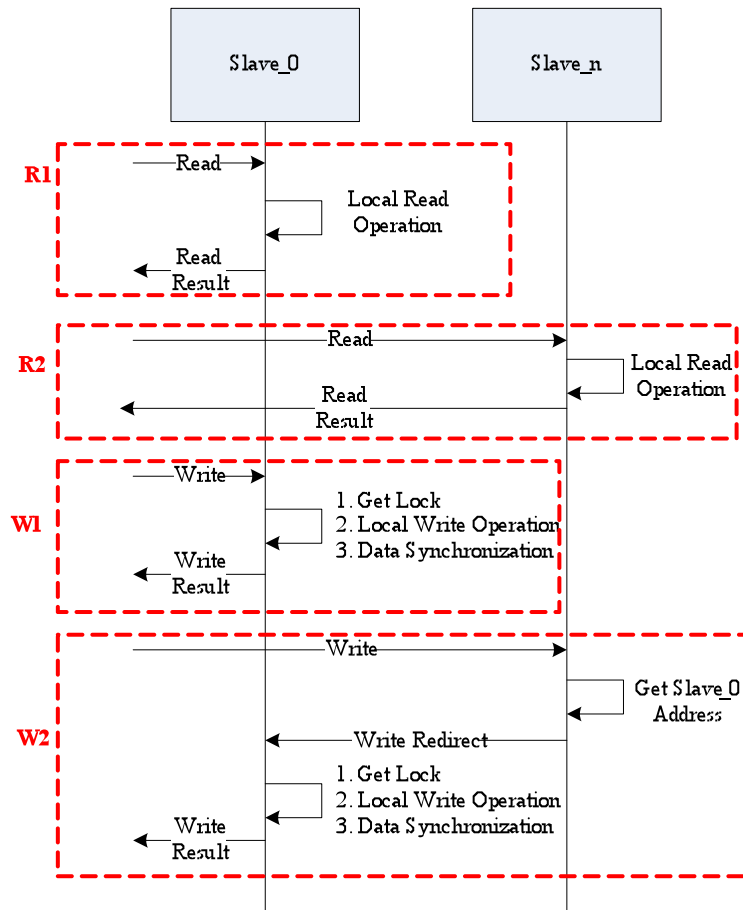 Slave_0
Slave_n
R1
Read
Local Read
Operation
Read
Result
R2
Read
Local Read
Operation
Read
Result
W1
Write
1. Get Lock
2. Local Write Operation
3. Data Synchronization
Write
Result
W2
Write
Get Slave_0
Address
Write Redirect
1. Get Lock
2. Local Write Operation
3. Data Synchronization
Write
Result